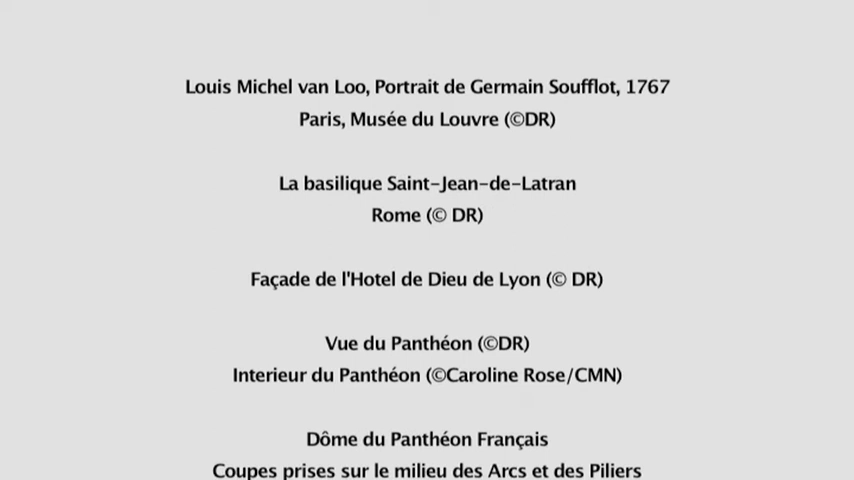 Louis Michel van Loo, Portrait de Germain Soufflot, 1767
Paris, Musée du Louvre (©DR)
La basilique Saint-Jean-de-Latran
Rome (© DR)
Façade de l'Hotel de Dieu de Lyon (© DR)
Vue du Panthéon (©DR)
Interieur du Panthéon (©Caroline Rose/CMN)
Dôme du Panthéon Français
Coupes prises sur le milieu des Arcs et des Piliers